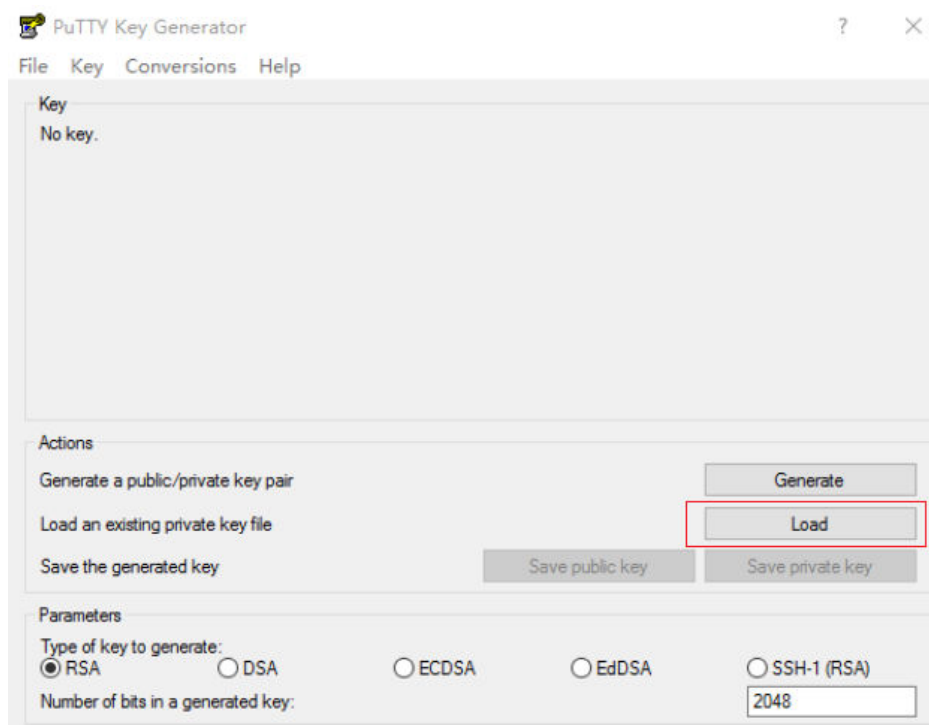 PuTTY Key Generator ?
File Key Conversions Help
Key
No key.
Actions
Generate a public/private key pair Generate
Load an existing private key file Load
Save the generated key Save public key Save private key
Parameters
Type of key to generate:
RSA DSA ECDSA EdDSA SSH-1 (RSA)
Number of bits in a generated key: 2048